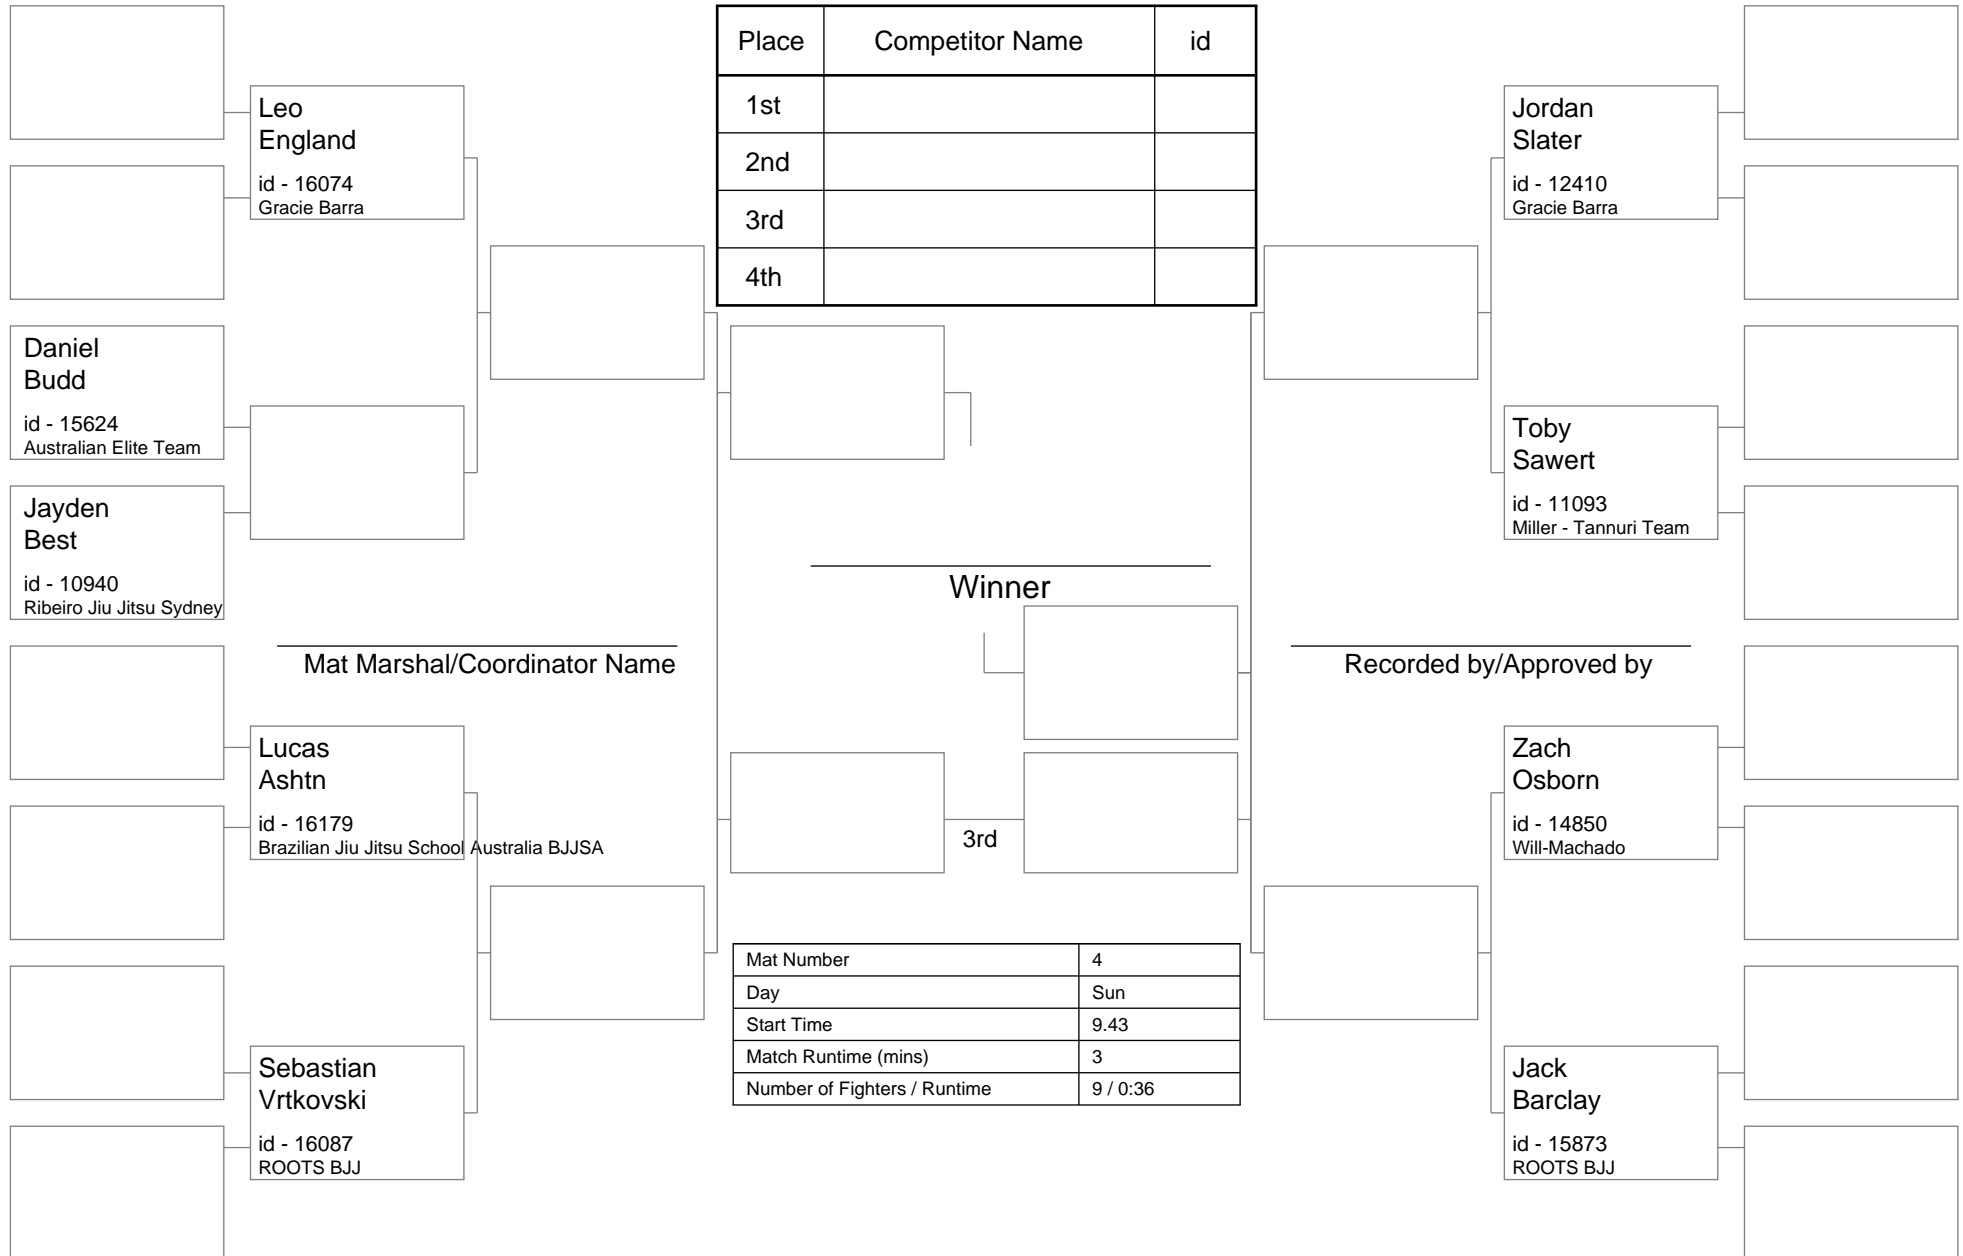 Place Competitor Name id
1st
2nd
3rd
4th
Leo
England
id - 16074
Gracie Barra
Daniel
Budd
id - 15624
Australian Elite Team
Jayden
Best
id - 10940
Ribeiro Jiu Jitsu Sydney
Mat Marshal/Coordinator Name
Lucas
Ashtn
id - 16179
Brazilian Jiu Jitsu School Australia BJJSA
Sebastian
Vrtkovski
id - 16087
ROOTS BJJ
Winner
3rd
Mat Number 4
Day Sun
Start Time 9.43
Match Runtime (mins) 3
Number of Fighters / Runtime 9 / 0:36
Jordan
Slater
id - 12410
Gracie Barra
Toby
Sawert
id - 11093
Miller - Tannuri Team
Recorded by/Approved by
Zach
Osborn
id - 14850
Will-Machado
Jack
Barclay
id - 15873
ROOTS BJJ